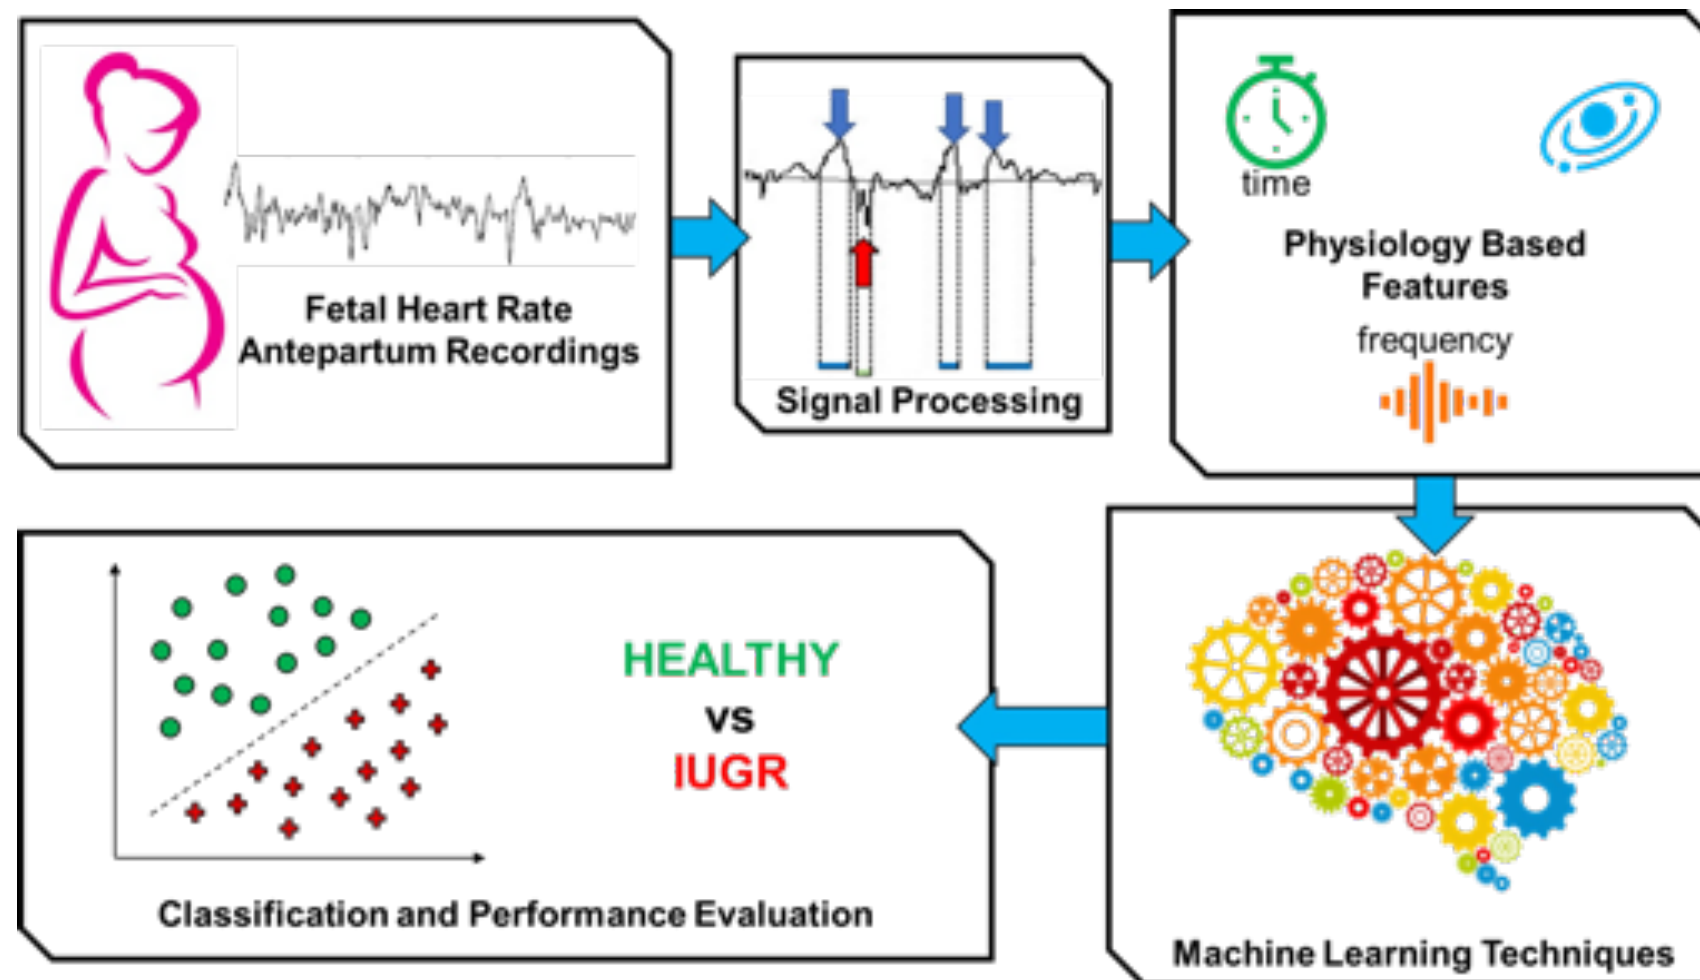 Fetal Heart Rate
Antepartum Recordings
Signal Processing
time
Physiology Based
Features
frequency
Machine Learning Techniques
HEALTHY
vs
IUGR
Classification and Performance Evaluation